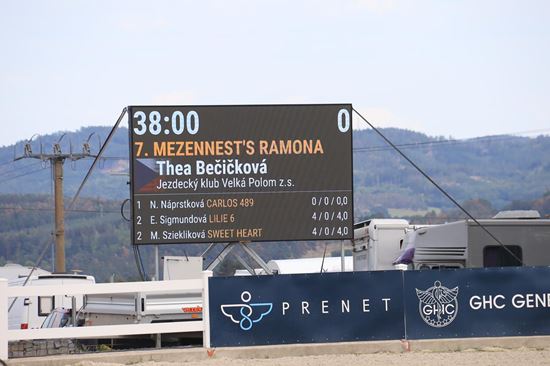 38:00 0
7. MEZENNEST'S RAMONA
Thea Bečičková
Jezdecký klub Velká Polom z.s.
1 N. Náprstková CARLOS 489 0/0/0,0
2 E. Sigmundová LILIE 6 4/0/4,0
2 M. Szieklíková SWEET HEART 4/0/4,0
PRENET
GHC
GHC GENE